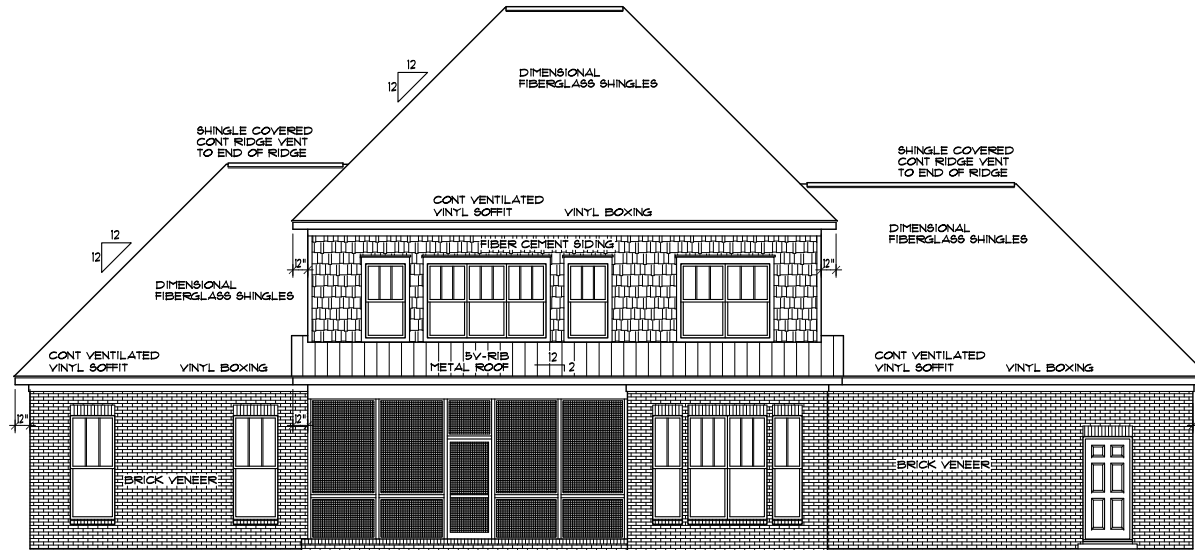 12
12
DIMENSIONAL
FIBERGLASS SHINGLES
SHINGLE COVERED
CONT RIDGE VENT
TO END OF RIDGE
SHINGLE COVERED
CONT RIDGE VENT
TO END OF RIDGE
CONT VENTILATED
VINYL SOFFIT
VINYL BOXING
12
12
DIMENSIONAL
FIBERGLASS SHINGLES
FIBER CEMENT SIDING
12"
12"
DIMENSIONAL
FIBERGLASS SHINGLES
CONT VENTILATED
VINYL SOFFIT
VINYL BOXING
5V-RIB
METAL ROOF
12
2
CONT VENTILATED
VINYL SOFFIT
VINYL BOXING
12"
12"
BRICK VENEER
BRICK VENEER